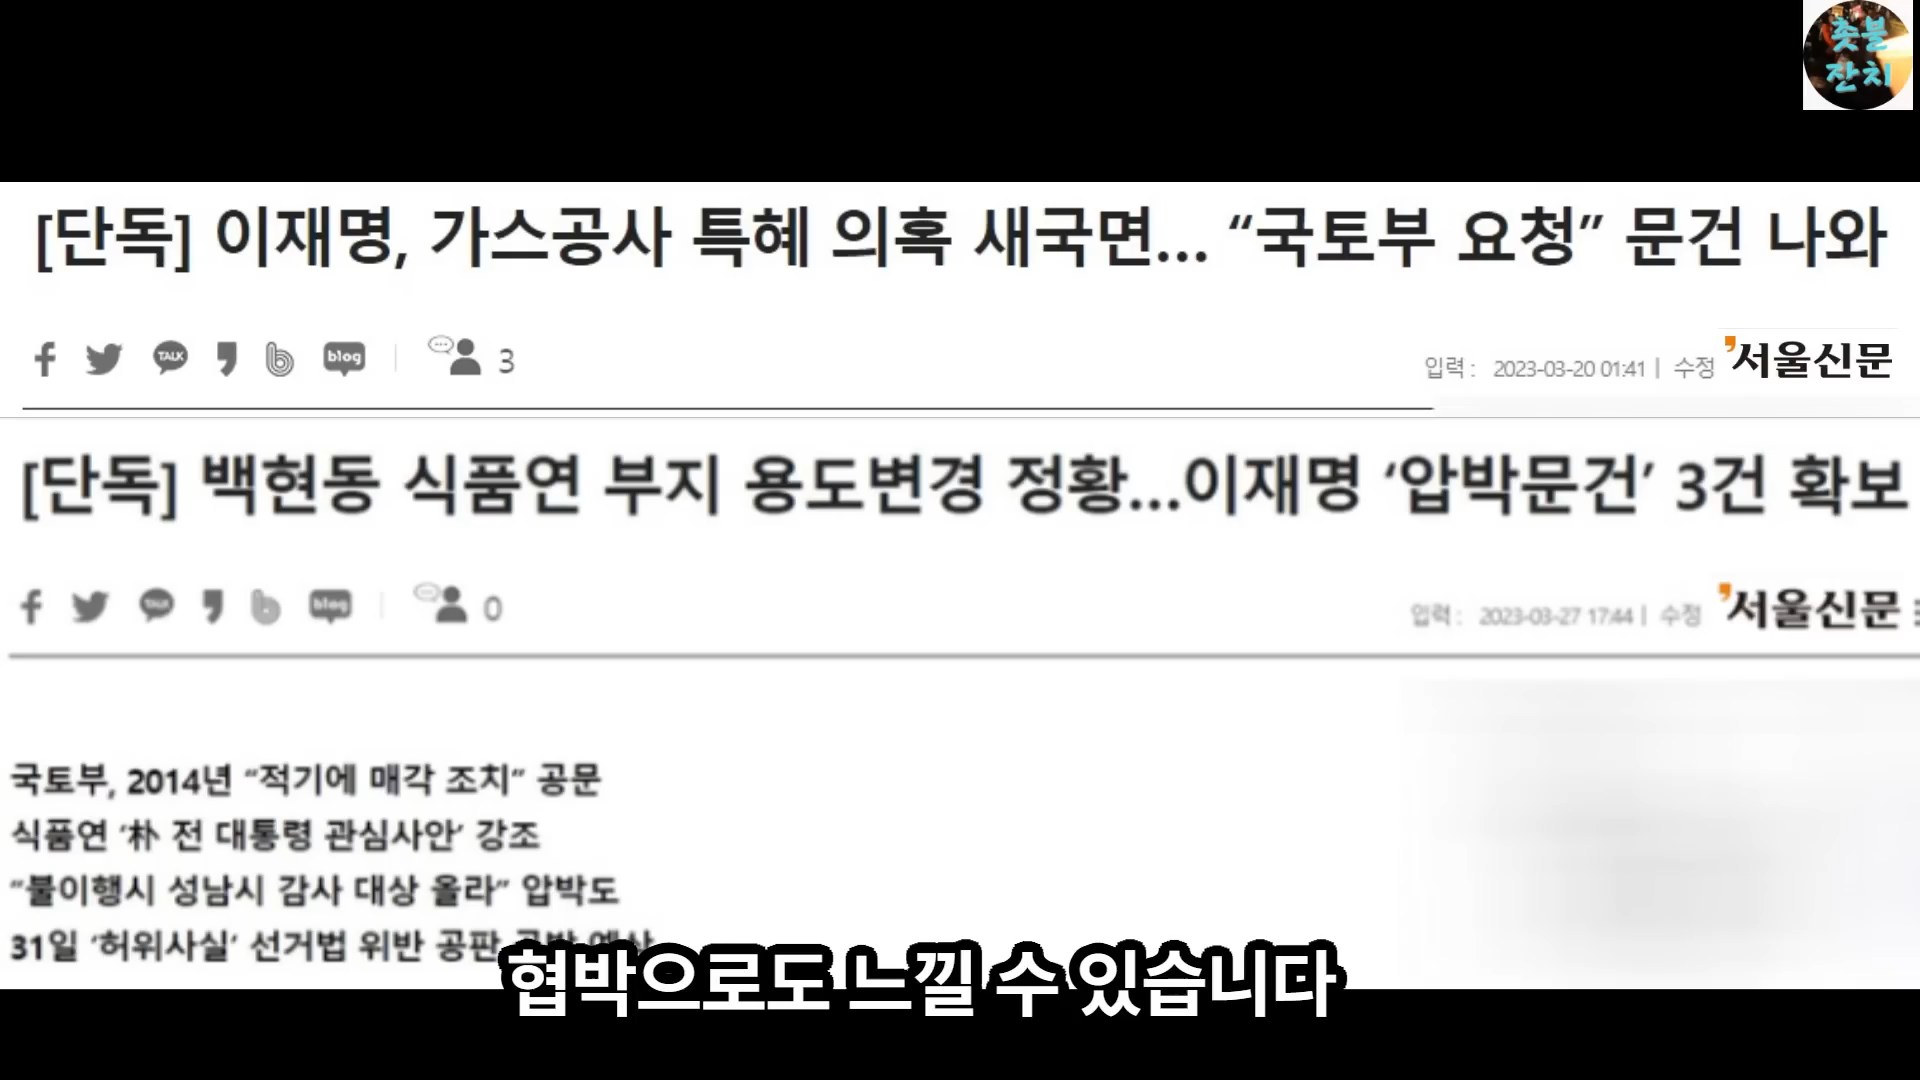 촛불
잔치
[단독] 이재명, 가스공사 특혜 의혹 새국면... “국토부 요청” 문건 나와
TALK
blog
3
입력 : 2023-03-20 01:41 | 수정
서울신문
[단독] 백현동 식품연 부지 용도변경 정황...이재명 ‘압박문건’ 3건 확보
TALK
blog
0
입력 : 2023-03-27 17:44 | 수정
서울신문
국토부, 2014년 “적기에 매각 조치” 공문
식품연 ‘朴 전 대통령 관심사안’ 강조
“불이행시 성남시 감사 대상 올라” 압박도
31일 ‘허위사실’ 선거법 위반 공판
협박으로도 느낄 수 있습니다